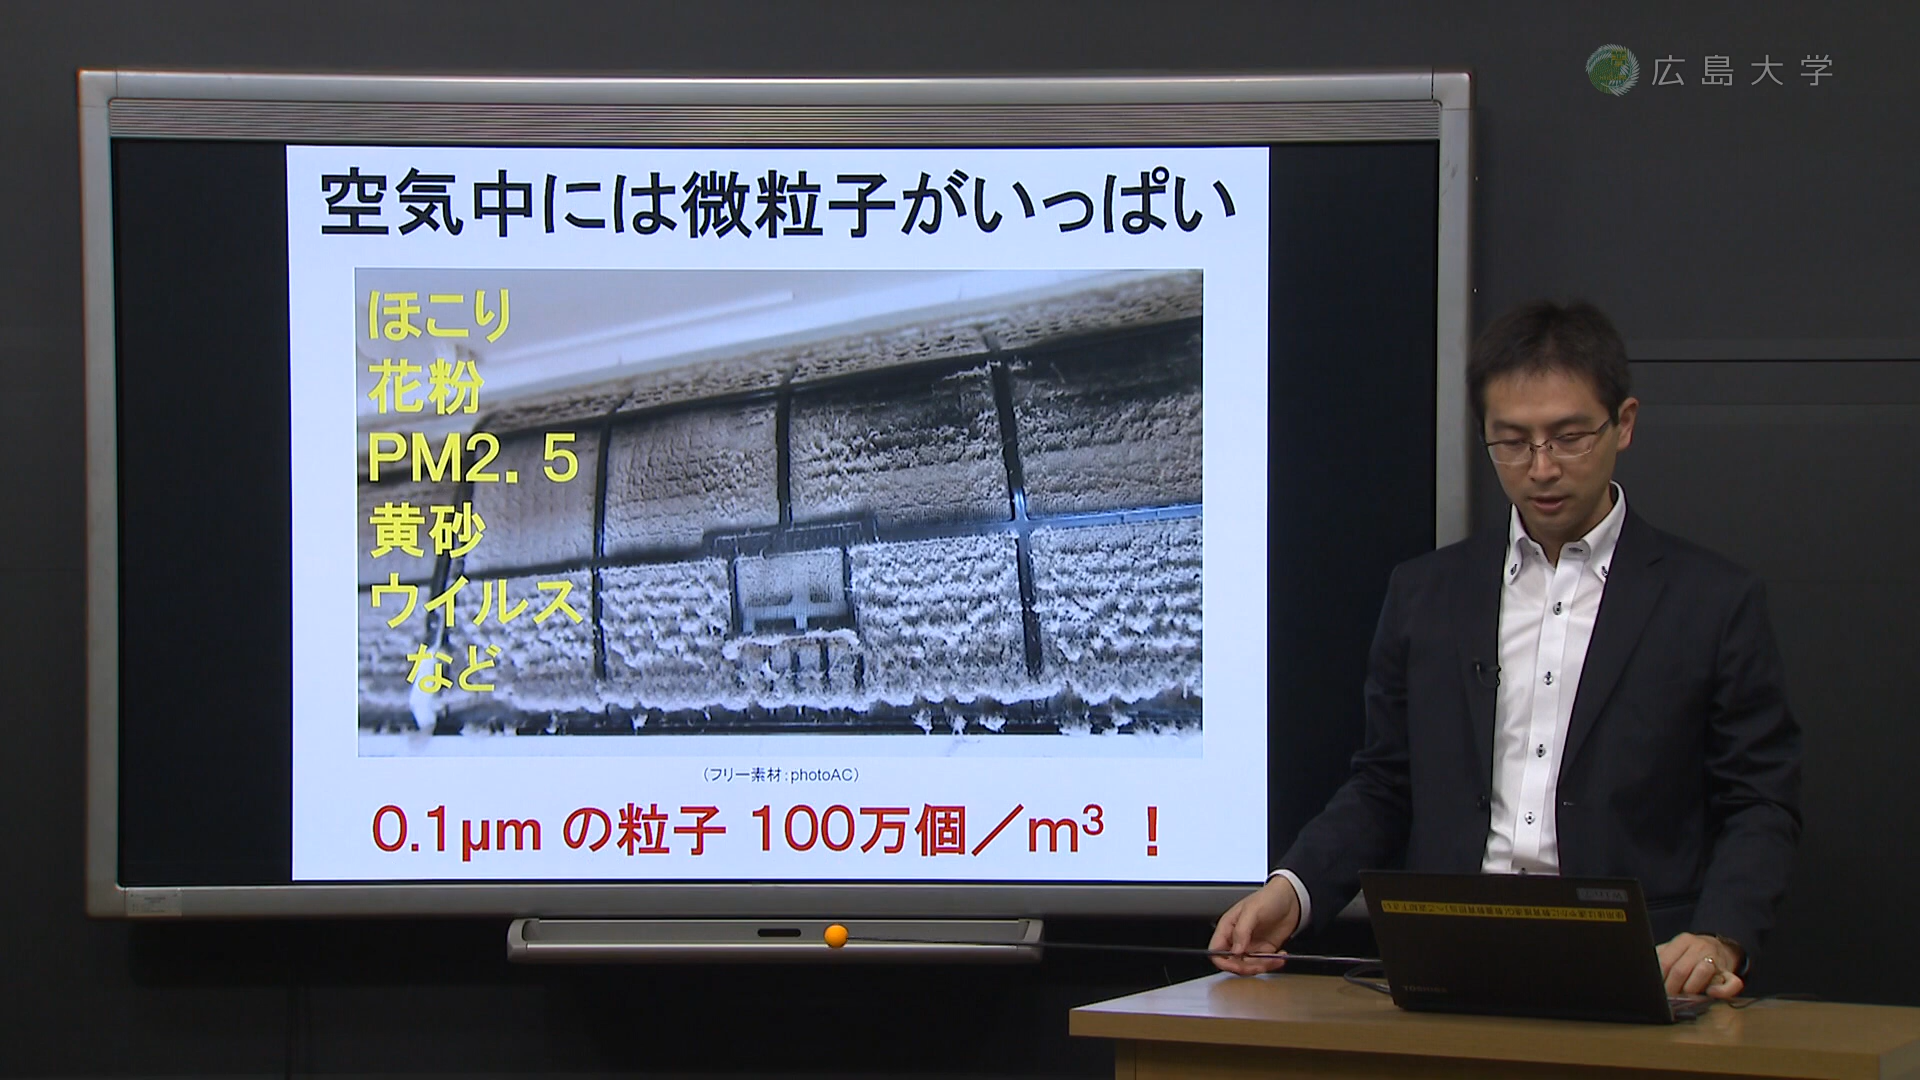 広島大学
空気中には微粒子がいっぱい
ほこり
花粉
PM2．5
黄砂
ウイルス
など
（フリー素材：photoAC）
0.1μm の粒子 100万個／m³ ！
TOSHIBA